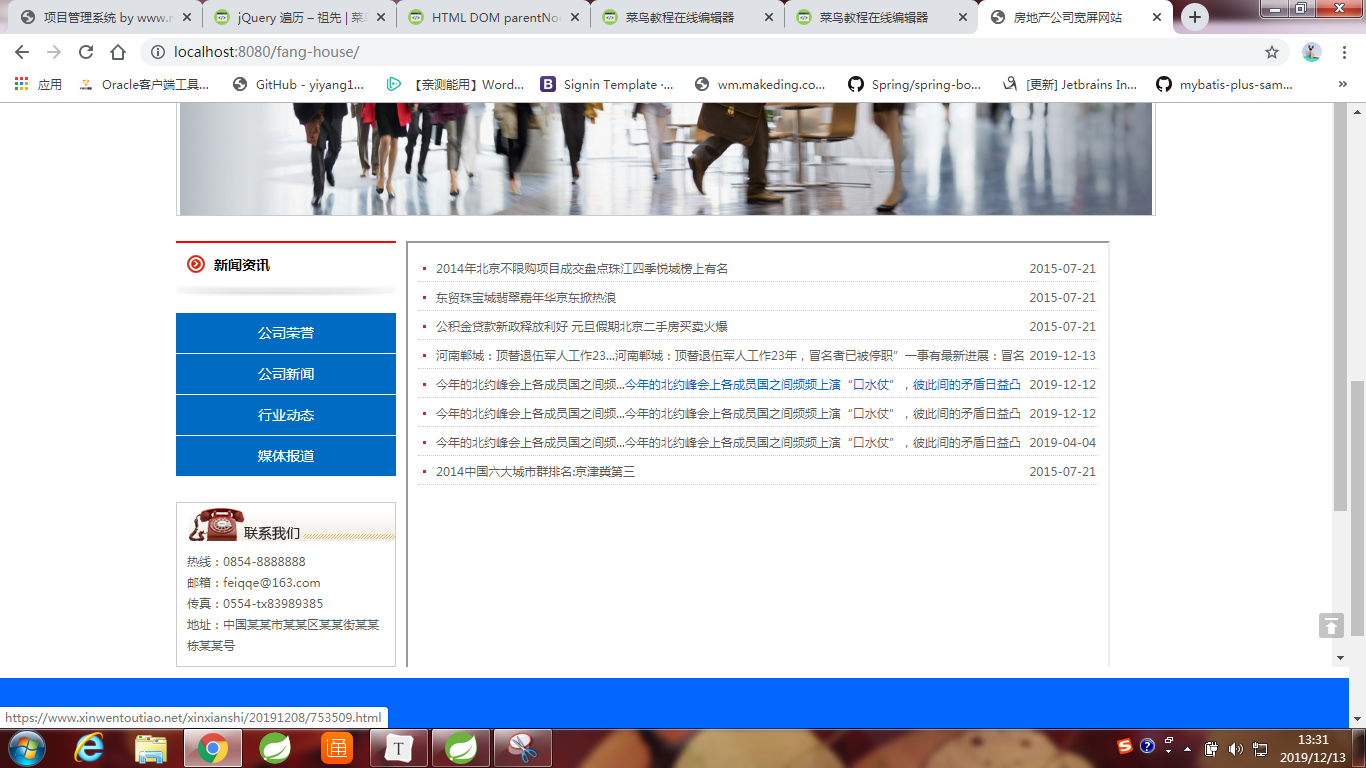 项目管理系统 by www.n
jQuery 遍历 – 祖先 | 菜鸟
HTML DOM parentNo
菜鸟教程在线编辑器
菜鸟教程在线编辑器
房地产公司宽屏网站
localhost:8080/fang-house/
应用
Oracle客户端工具...
GitHub - yiyang1...
【亲测能用】Word...
Signin Template ·...
wm.makeding.co...
Spring/spring-bo...
[更新] Jetbrains In...
mybatis-plus-sam...
新闻资讯
公司荣誉
公司新闻
行业动态
媒体报道
2014年北京不限购项目成交盘点珠江四季悦城榜上有名 2015-07-21
东贸珠宝城翡翠嘉年华京东掀热浪 2015-07-21
公积金贷款新政释放利好 元旦假期北京二手房买卖火爆 2015-07-21
河南郸城：顶替退伍军人工作23...河南郸城：顶替退伍军人工作23年，冒名者已被停职”一事有最新进展：冒名 2019-12-13
今年的北约峰会上各成员国之间频...今年的北约峰会上各成员国之间频频上演“口水仗”，彼此间的矛盾日益凸 2019-12-12
今年的北约峰会上各成员国之间频...今年的北约峰会上各成员国之间频频上演“口水仗”，彼此间的矛盾日益凸 2019-12-12
今年的北约峰会上各成员国之间频...今年的北约峰会上各成员国之间频频上演“口水仗”，彼此间的矛盾日益凸 2019-04-04
2014中国六大城市群排名:京津冀第三 2015-07-21
联系我们
热线：0854-8888888
邮箱：feiqqe@163.com
传真：0554-tx83989385
地址：中国某某市某某区某某街某某
栋某某号
https://www.xinwentoutiao.net/xinxianshi/20191208/753509.html
13:31
2019/12/13